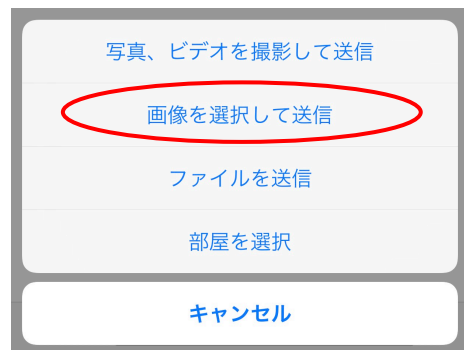 写真、ビデオを撮影して送信
画像を選択して送信
ファイルを送信
部屋を選択
キャンセル